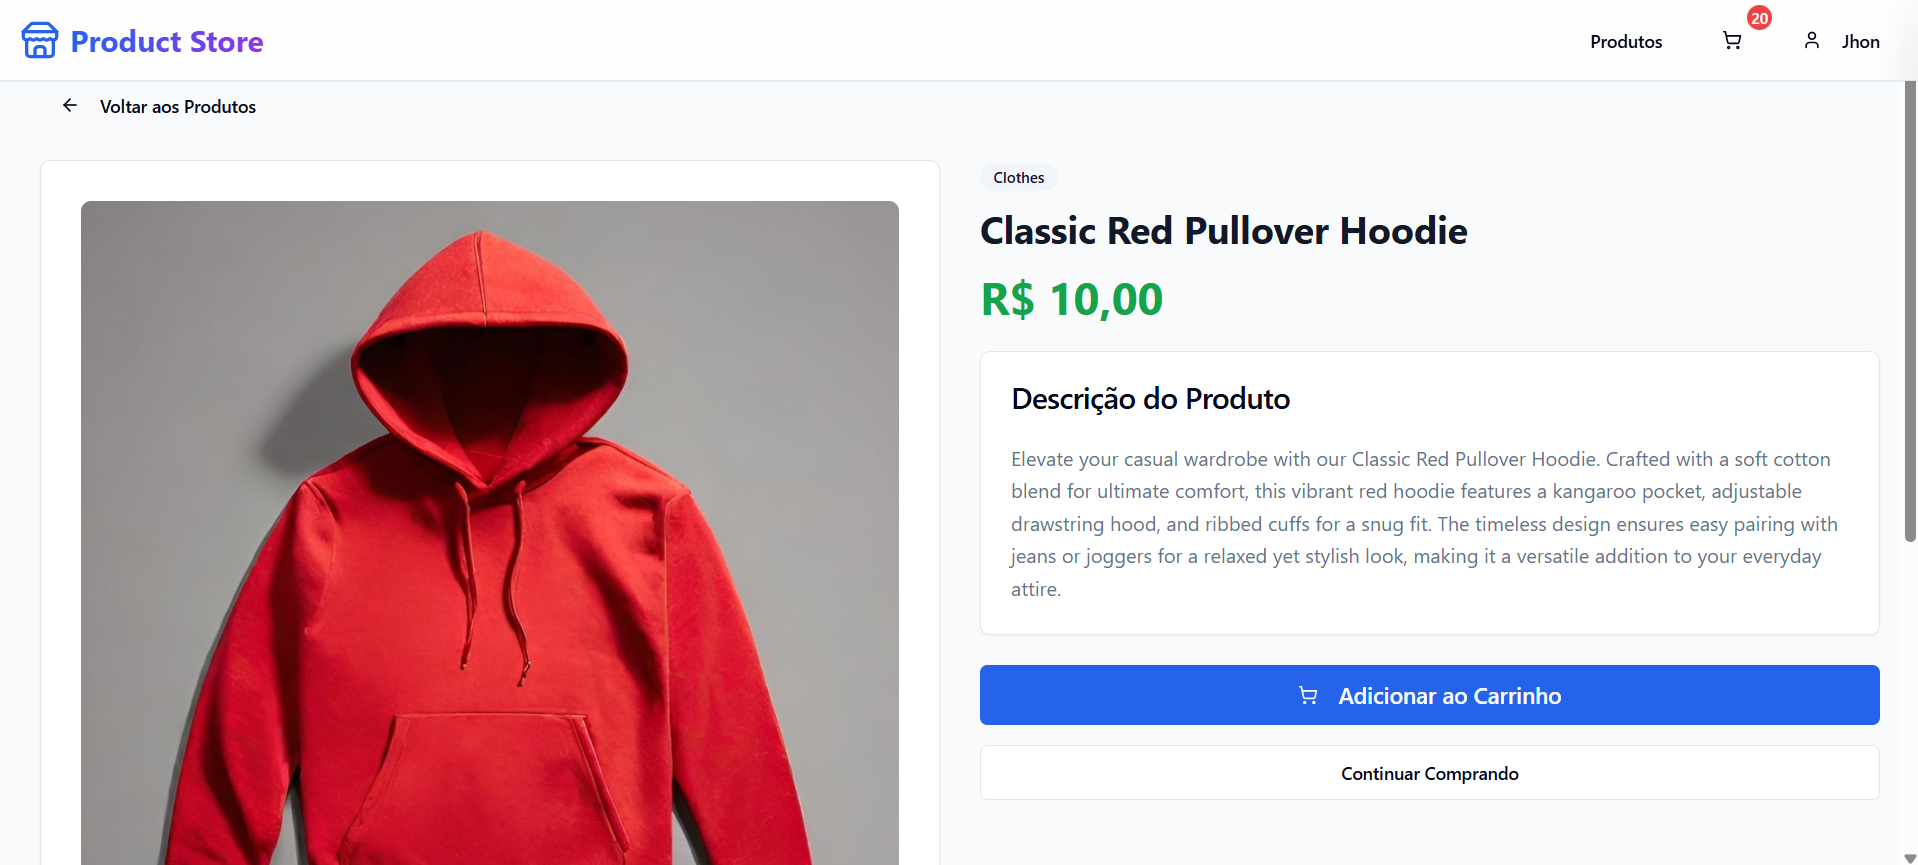 Product Store
Produtos
20
Jhon
Voltar aos Produtos
Clothes
Classic Red Pullover Hoodie
R$ 10,00
Descrição do Produto
Elevate your casual wardrobe with our Classic Red Pullover Hoodie. Crafted with a soft cotton
blend for ultimate comfort, this vibrant red hoodie features a kangaroo pocket, adjustable
drawstring hood, and ribbed cuffs for a snug fit. The timeless design ensures easy pairing with
jeans or joggers for a relaxed yet stylish look, making it a versatile addition to your everyday
attire.
Adicionar ao Carrinho
Continuar Comprando